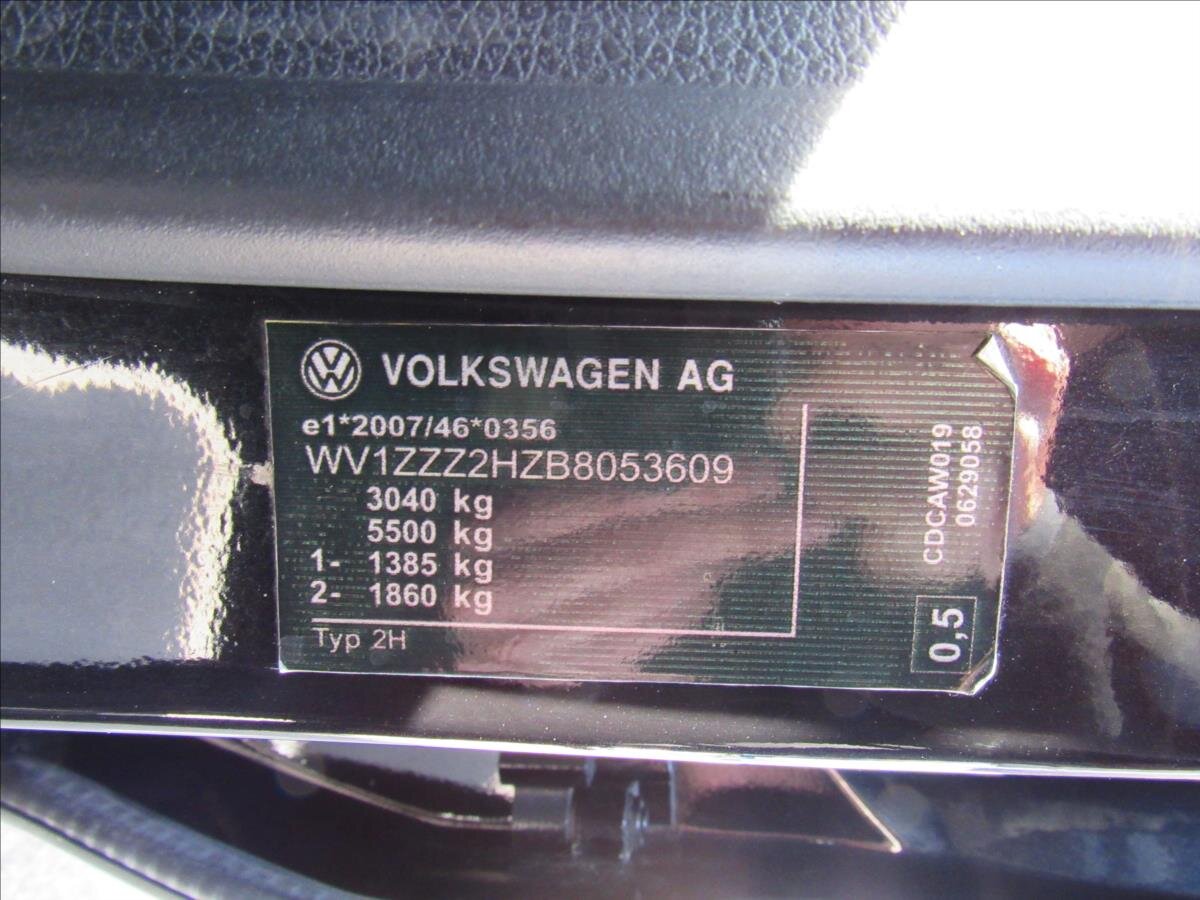 VOLKSWAGEN AG
e1*2007/46*0356
WV1ZZZ2HZB8053609
3040 kg
5500 kg
1- 1385 kg
2- 1860 kg
Typ 2H
CDCAW019
0629058
0,5